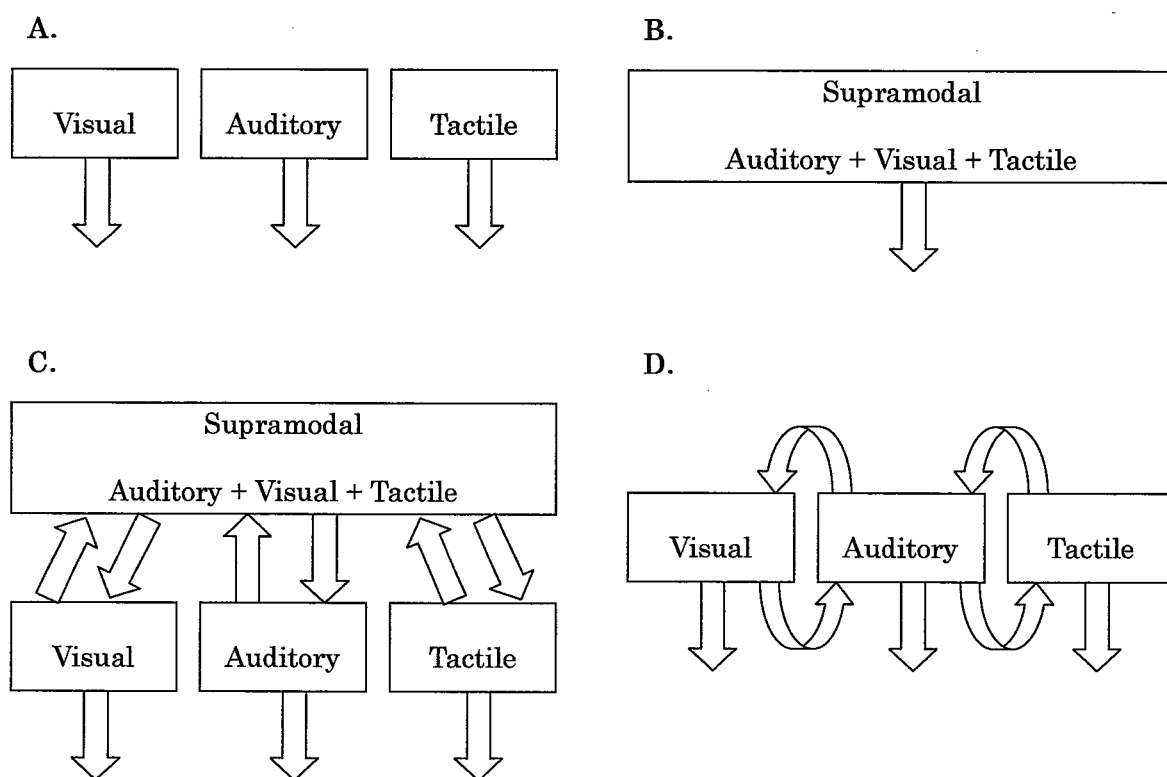 A.
Visual
Auditory
Tactile
B.
Supramodal
Auditory + Visual + Tactile
C.
Supramodal
Auditory + Visual + Tactile
Visual
Auditory
Tactile
D.
Visual
Auditory
Tactile